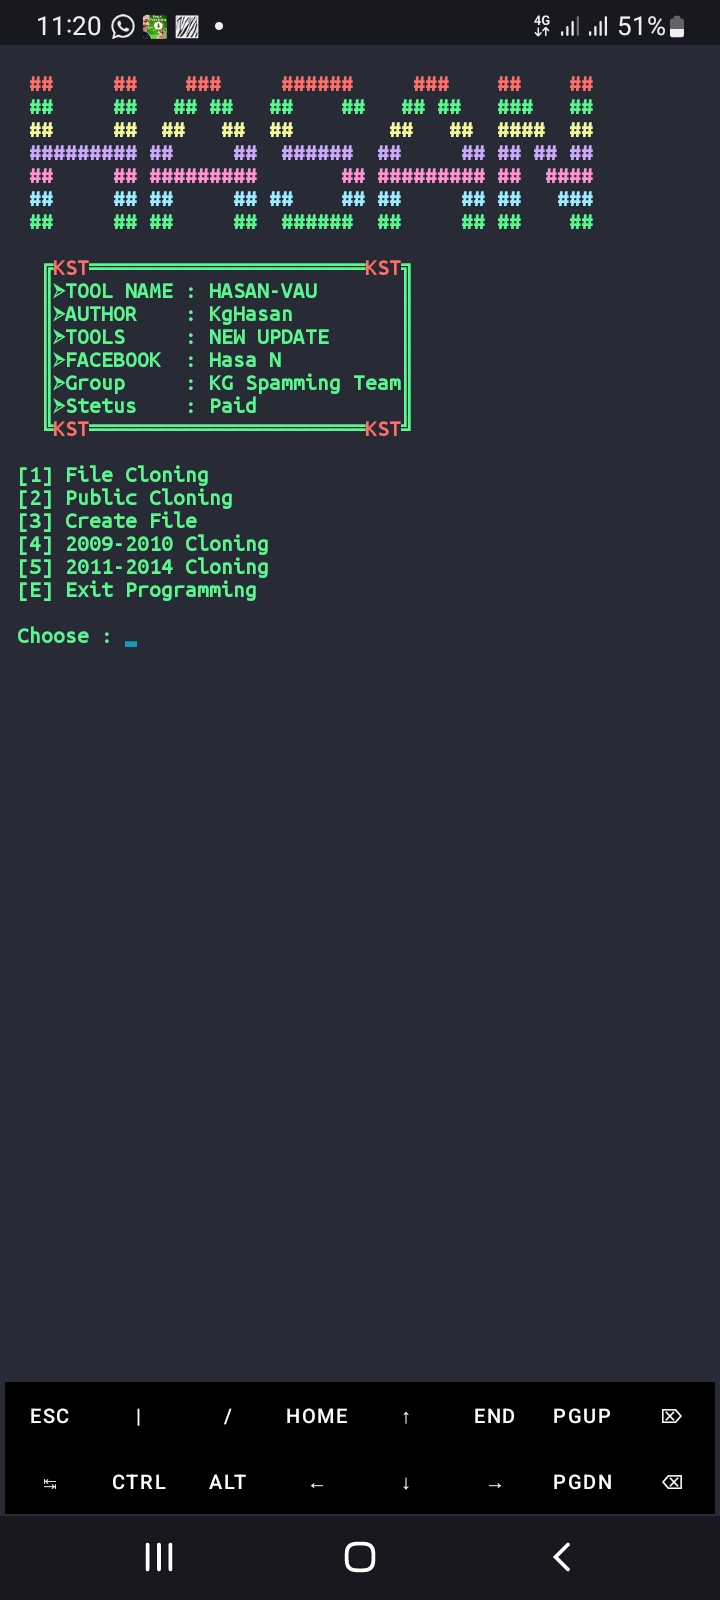 11:20 4G 51%
HASAN
KST KST
➣TOOL NAME : HASAN-VAU
➣AUTHOR : KgHasan
➣TOOLS : NEW UPDATE
➣FACEBOOK : Hasa N
➣Group : KG Spamming Team
➣Stetus : Paid
KST KST
[1] File Cloning
[2] Public Cloning
[3] Create File
[4] 2009-2010 Cloning
[5] 2011-2014 Cloning
[E] Exit Programming
Choose :
ESC | / HOME ↑ END PGUP ⌦
↹ CTRL ALT ← ↓ → PGDN ⌫